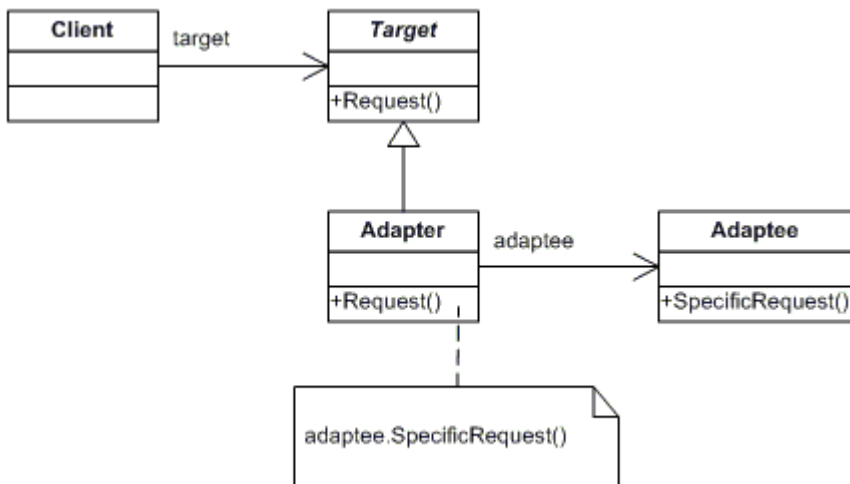 Client
target
Target
+Request()
Adapter
adaptee
Adaptee
+Request()
+SpecificRequest()
adaptee.SpecificRequest()